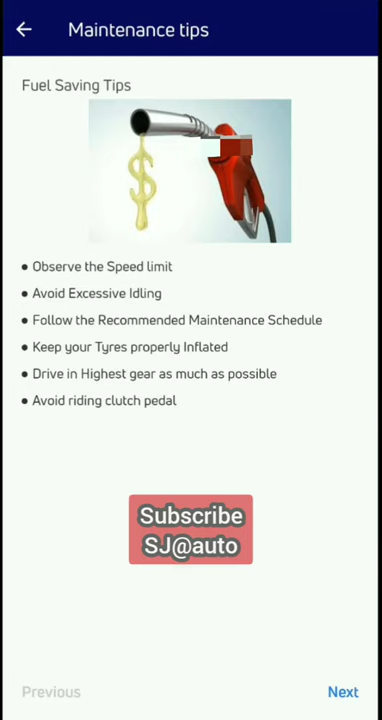 Maintenance tips
Fuel Saving Tips
● Observe the Speed limit
● Avoid Excessive Idling
● Follow the Recommended Maintenance Schedule
● Keep your Tyres properly Inflated
● Drive in Highest gear as much as possible
● Avoid riding clutch pedal
Subscribe
SJ@auto
Previous
Next